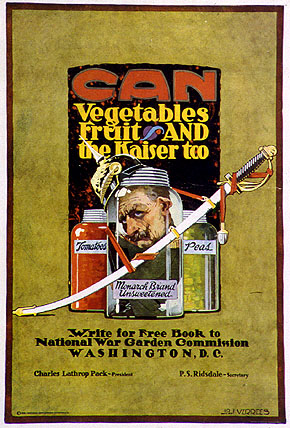 CAN
Vegetables
Fruit AND
the Kaiser too
Tomatoes
Peas
Monarch Brand
Unsweetened
Write for Free Book to
National War Garden Commission
WASHINGTON, D.C.
Charles Lathrop Pack-President
P.S. Ridsdale-Secretary